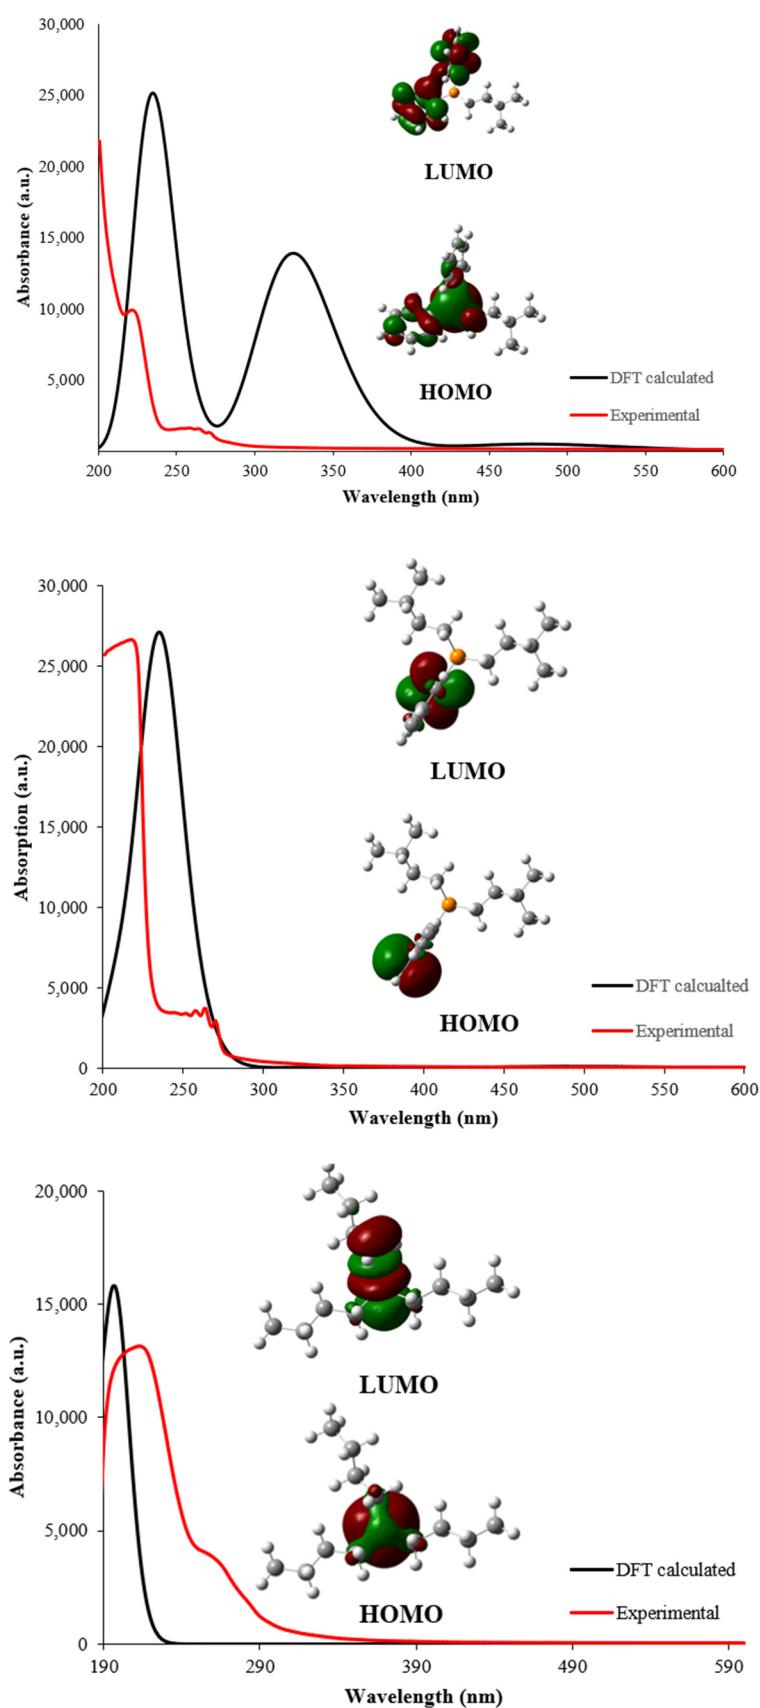 30,000
25,000
20,000
15,000
10,000
5,000
Absorbance (a.u.)
LUMO
HOMO
DFT calculated
Experimental
200 250 300 350 400 450 500 550 600
Wavelength (nm)
30,000
25,000
20,000
15,000
10,000
5,000
0
Absorption (a.u.)
LUMO
HOMO
DFT calcualted
Experimental
200 250 300 350 400 450 500 550 600
Wavelength (nm)
20,000
15,000
10,000
5,000
0
Absorbance (a.u.)
LUMO
HOMO
DFT calculated
Experimental
190 290 390 490 590
Wavelength (nm)